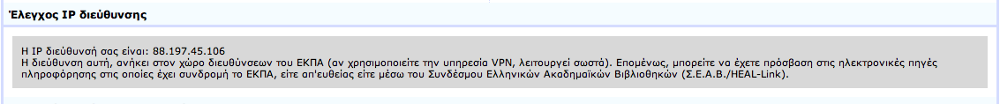 Έλεγχος IP διεύθυνσης
Η IP διεύθυνσή σας είναι: 88.197.45.106
Η διεύθυνση αυτή, ανήκει στον χώρο διευθύνσεων του ΕΚΠΑ (αν χρησιμοποιείτε την υπηρεσία VPN, λειτουργεί σωστά). Επομένως, μπορείτε να έχετε πρόσβαση στις ηλεκτρονικές πηγές
πληροφόρησης στις οποίες έχει συνδρομή το ΕΚΠΑ, είτε απ'ευθείας είτε μέσω του Συνδέσμου Ελληνικών Ακαδημαϊκών Βιβλιοθηκών (Σ.Ε.Α.Β./HEAL-Link).